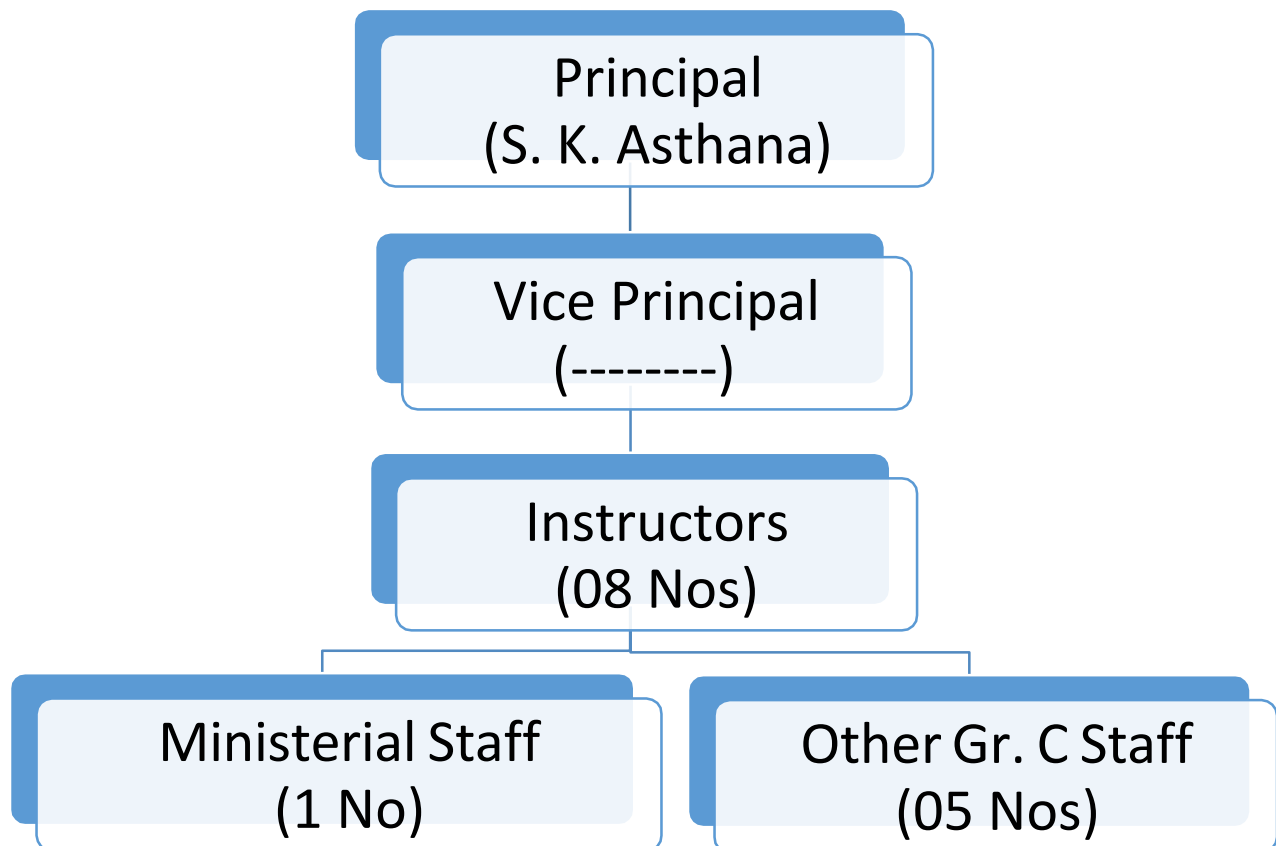 Principal
(S. K. Asthana)
Vice Principal
(--------)
Instructors
(08 Nos)
Ministerial Staff
(1 No)
Other Gr. C Staff
(05 Nos)